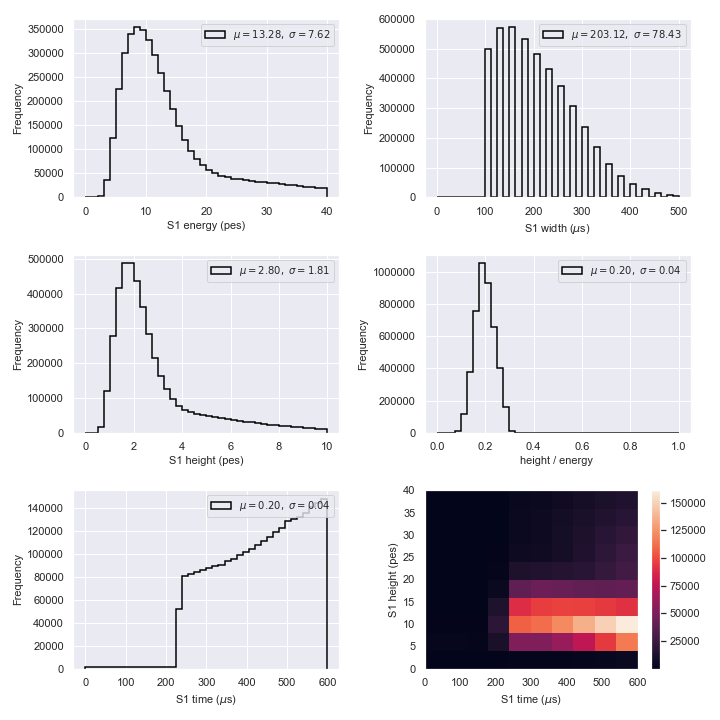 350000
300000
250000
200000
150000
100000
50000
0
Frequency
μ = 13.28, σ = 7.62
0 10 20 30 40
S1 energy (pes)
600000
500000
400000
300000
200000
100000
0
Frequency
μ = 203.12, σ = 78.43
0 100 200 300 400 500
S1 width (μs)
500000
400000
300000
200000
100000
0
Frequency
μ = 2.80, σ = 1.81
0 2 4 6 8 10
S1 height (pes)
1000000
800000
600000
400000
200000
0
Frequency
μ = 0.20, σ = 0.04
0.0 0.2 0.4 0.6 0.8 1.0
height / energy
140000
120000
100000
80000
60000
40000
20000
0
Frequency
μ = 0.20, σ = 0.04
0 100 200 300 400 500 600
S1 time (μs)
40
35
30
25
20
15
10
5
0
S1 height (pes)
0 100 200 300 400 500 600
S1 time (μs)
150000
125000
100000
75000
50000
25000